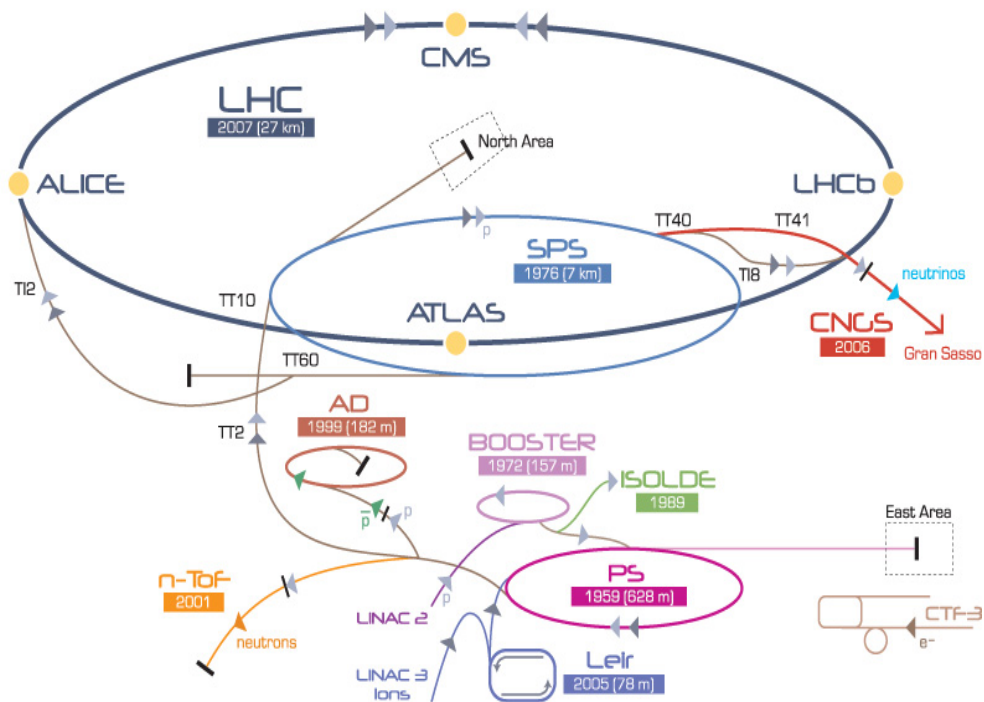 CMS
LHC
2007 (27 km)
North Area
ALICE
LHCb
TT40
TT41
p
SPS
1976 (7 km)
TI8
neutrinos
TI2
TT10
ATLAS
CNGS
2006
Gran Sasso
TT60
AD
1999 (182 m)
TT2
BOOSTER
1972 (157 m)
ISOLDE
1989
East Area
p̅
p
n-ToF
2001
PS
1959 (628 m)
LINAC 2
p
neutrons
CTF-3
e-
LINAC 3
Ions
Leir
2005 (78 m)